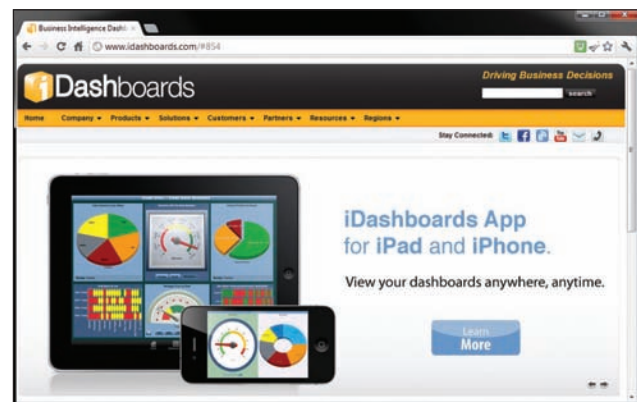 Business Intelligence Dashb
www.idashboards.com/#854
iDashboards
Driving Business Decisions
search
Home Company Products Solutions Customers Partners Resources Regions
Stay Connected:
iDashboards App
for iPad and iPhone.
View your dashboards anywhere, anytime.
Learn
More